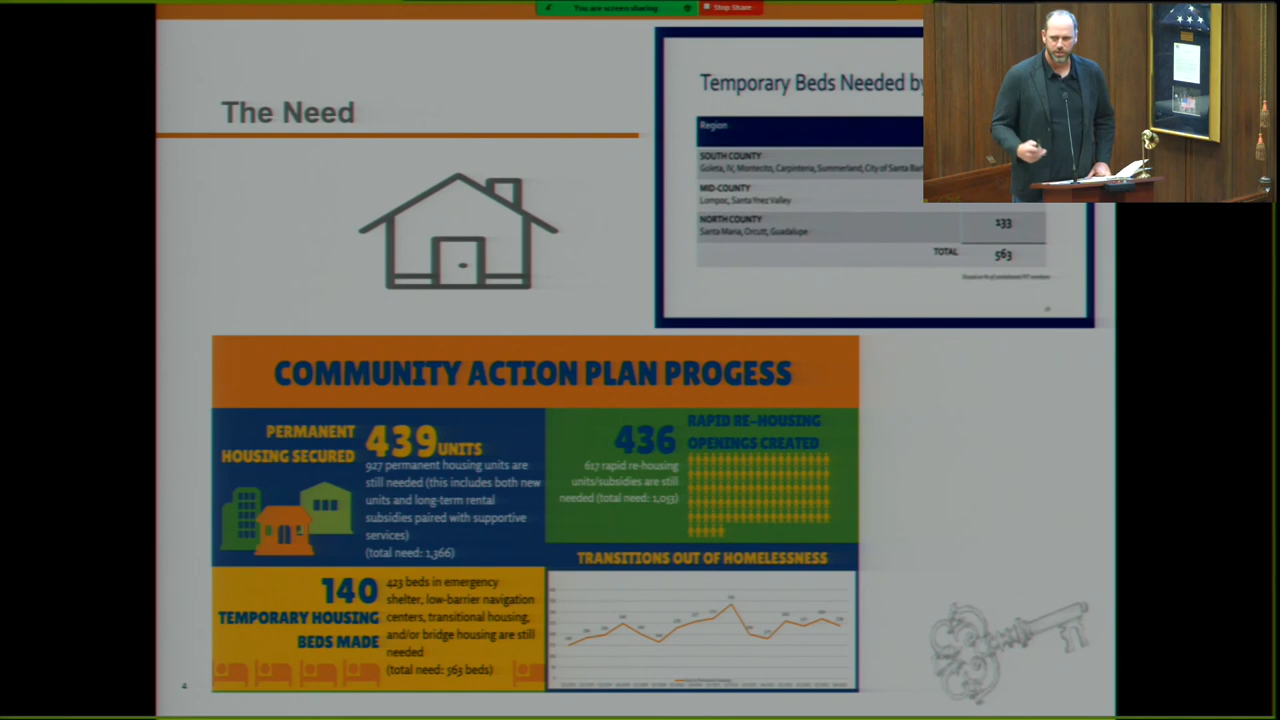 You are screen sharing
Stop Share
The Need
Temporary Beds Needed by
Region
SOUTH COUNTY
Goleta, IV, Montecito, Carpinteria, Summerland, City of Santa Bar
MID-COUNTY
Lompoc, Santa Ynez Valley
NORTH COUNTY
133
Santa Maria, Orcutt, Guadalupe
TOTAL
563
COMMUNITY ACTION PLAN PROGESS
PERMANENT
HOUSING SECURED
439 UNITS
927 permanent housing units are
still needed (this includes both new
units and long-term rental
subsidies paired with supportive
services)
(total need: 1,366)
436
617 rapid re-housing
units/subsidies are still
needed (total need: 1,053)
RAPID RE-HOUSING
OPENINGS CREATED
140
TEMPORARY HOUSING
BEDS MADE
423 beds in emergency
shelter, low-barrier navigation
centers, transitional housing,
and/or bridge housing are still
needed
(total need: 563 beds)
TRANSITIONS OUT OF HOMELESSNESS
4